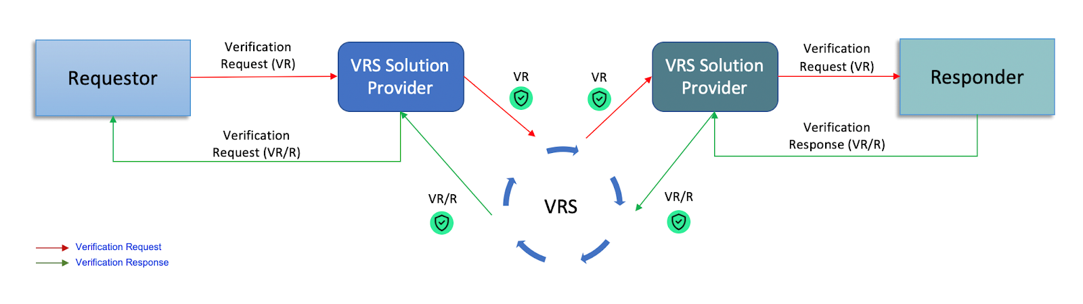 Requestor
Verification
Request (VR)
VRS Solution
Provider
VR
VR
VRS Solution
Provider
Verification
Request (VR)
Responder
Verification
Request (VR/R)
Verification
Response (VR/R)
VR/R
VRS
VR/R
Verification Request
Verification Response